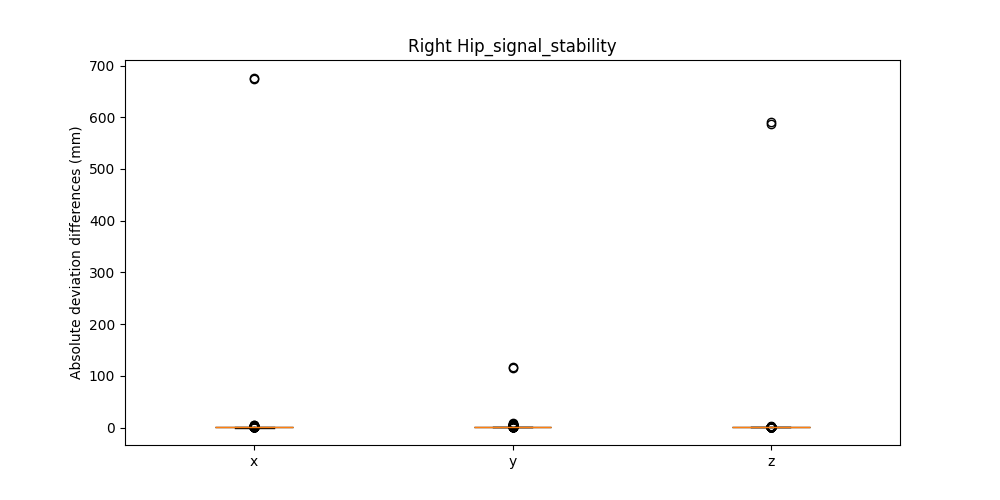 Right Hip_signal_stability
Absolute deviation differences (mm)
700
600
500
400
300
200
100
0
x
y
z